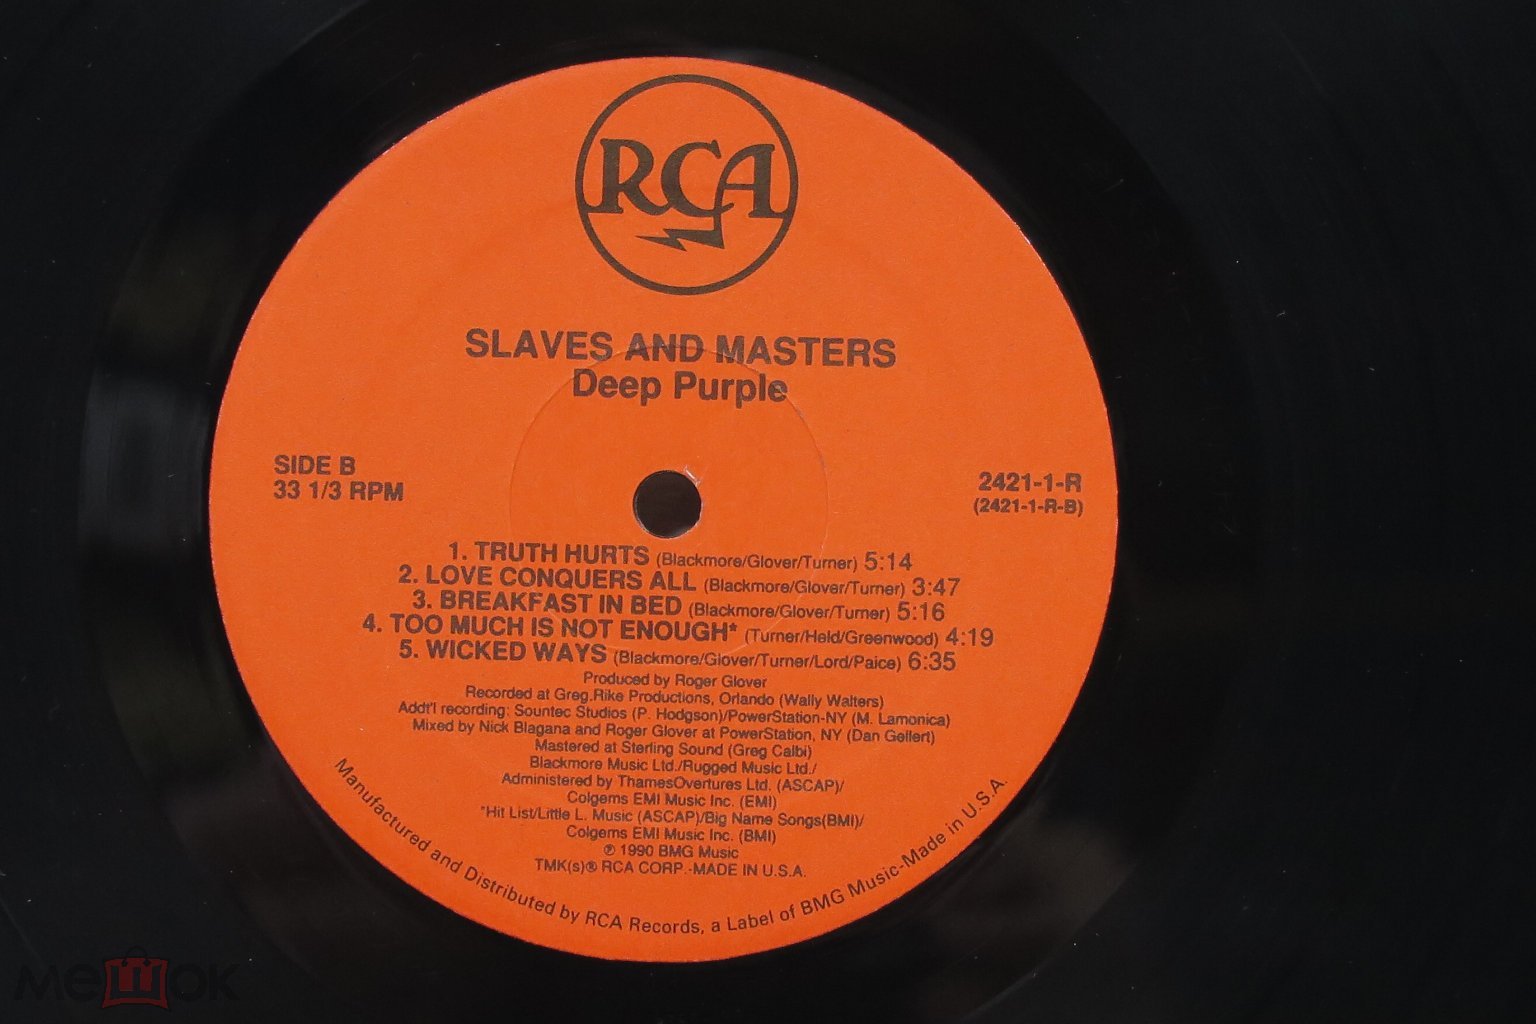 RCA
SLAVES AND MASTERS
Deep Purple
SIDE B
33 1/3 RPM
2421-1-R
(2421-1-R-B)
1. TRUTH HURTS (Blackmore/Glover/Turner) 5:14
2. LOVE CONQUERS ALL (Blackmore/Glover/Turner) 3:47
3. BREAKFAST IN BED (Blackmore/Glover/Turner) 5:16
4. TOO MUCH IS NOT ENOUGH* (Turner/Held/Greenwood) 4:19
5. WICKED WAYS (Blackmore/Glover/Turner/Lord/Paice) 6:35
Produced by Roger Glover
Recorded at Greg.Rike Productions, Orlando (Wally Walters)
Addt'l recording: Sountec Studios (P. Hodgson)/PowerStation-NY (M. Lamonica)
Mixed by Nick Blagana and Roger Glover at PowerStation, NY (Dan Gellert)
Mastered at Sterling Sound (Greg Calbi)
Blackmore Music Ltd./Rugged Music Ltd./
Administered by ThamesOvertures Ltd. (ASCAP)/
Colgems EMI Music Inc. (EMI)
*Hit List/Little L. Music (ASCAP)/Big Name Songs(BMI)/
Colgems EMI Music Inc. (BMI)
℗ 1990 BMG Music
TMK(s)® RCA CORP.-MADE IN U.S.A.
Manufactured and Distributed by RCA Records, a Label of BMG Music-Made in U.S.A.
мешок